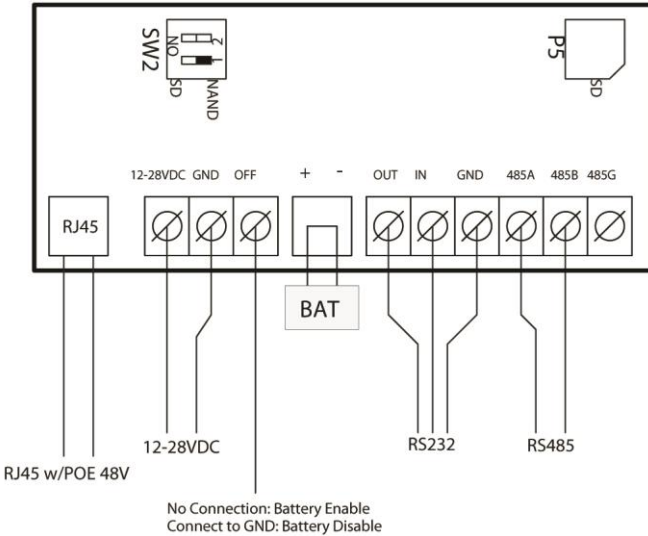 SW2
NO
2
1
SD
NAND
P5
SD
12-28VDC GND OFF + - OUT IN GND 485A 485B 485G
RJ45
BAT
12-28VDC
RS232
RS485
RJ45 w/POE 48V
No Connection: Battery Enable
Connect to GND: Battery Disable